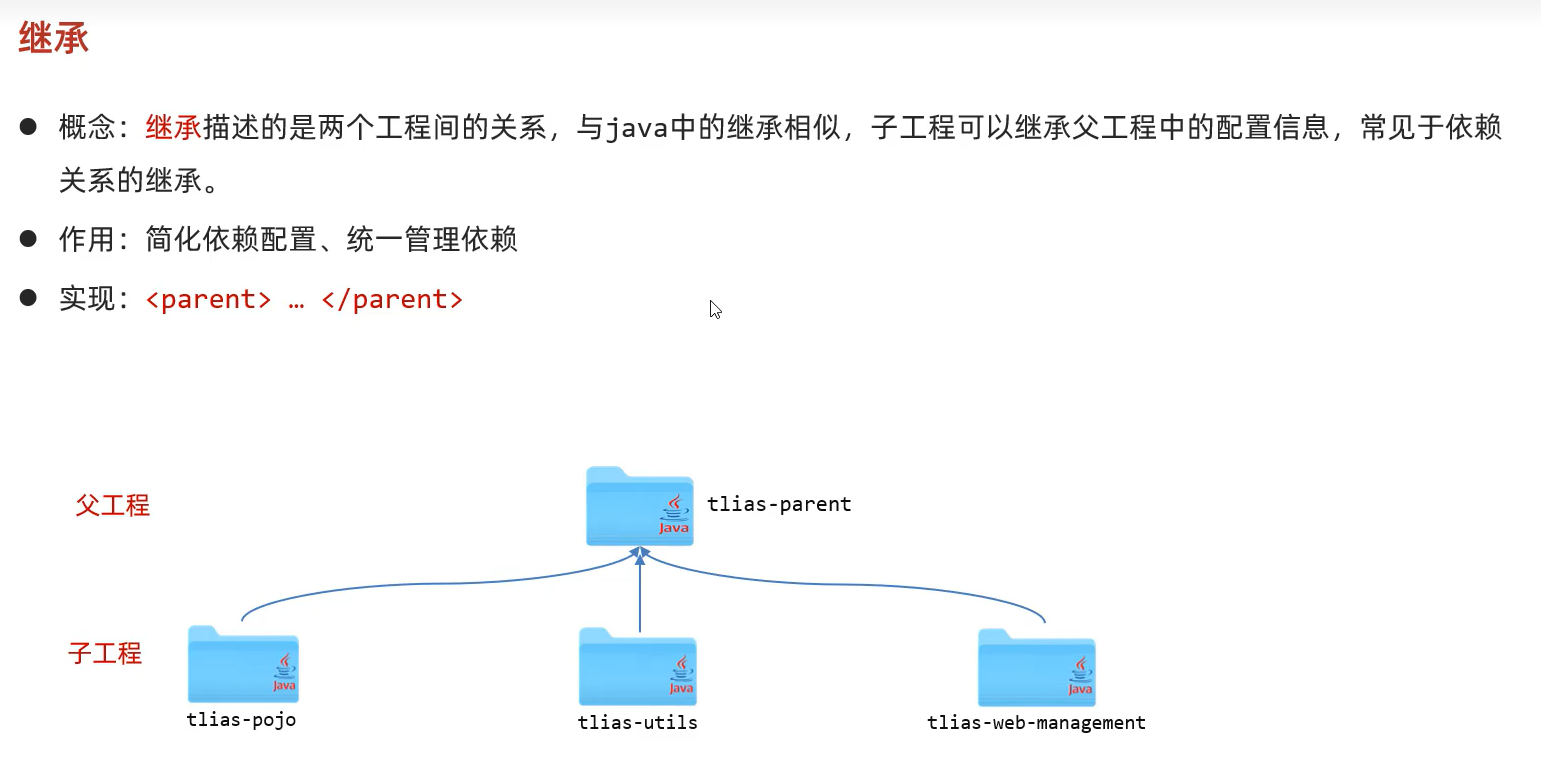 继承
● 概念：继承描述的是两个工程间的关系，与java中的继承相似，子工程可以继承父工程中的配置信息，常见于依赖
关系的继承。
● 作用：简化依赖配置、统一管理依赖
● 实现：<parent> … </parent>
父工程
Java
tlias-parent
子工程
Java
Java
Java
tlias-pojo
tlias-utils
tlias-web-management